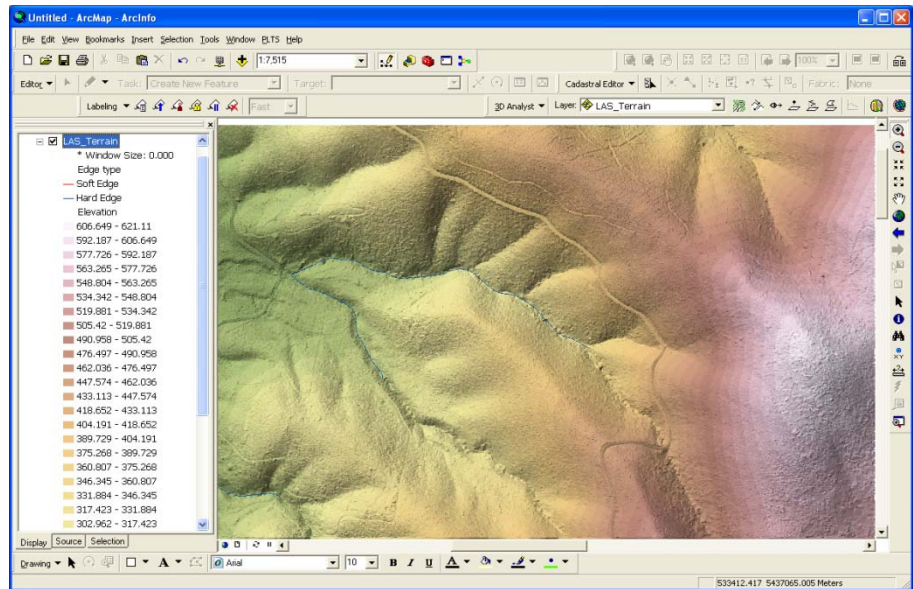 Untitled - ArcMap - ArcInfo
File Edit View Bookmarks Insert Selection Tools Window PLTS Help
1:7,515 100%
Editor Task: Create New Feature Target: Cadastral Editor Fabric: None
Labeling Fast 3D Analyst Layer: LAS_Terrain
LAS_Terrain
* Window Size: 0.000
Edge type
Soft Edge
Hard Edge
Elevation
606.649 - 621.11
592.187 - 606.649
577.726 - 592.187
563.265 - 577.726
548.804 - 563.265
534.342 - 548.804
519.881 - 534.342
505.42 - 519.881
490.958 - 505.42
476.497 - 490.958
462.036 - 476.497
447.574 - 462.036
433.113 - 447.574
418.652 - 433.113
404.191 - 418.652
389.729 - 404.191
375.268 - 389.729
360.807 - 375.268
346.345 - 360.807
331.884 - 346.345
317.423 - 331.884
302.962 - 317.423
Display Source Selection
Drawing A Arial 10 B I U A
533412.417 5437065.005 Meters